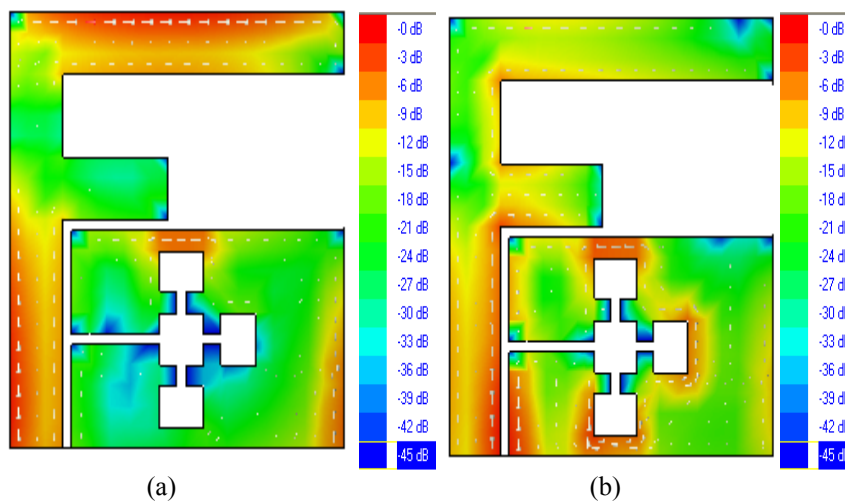 -0 dB
-3 dB
-6 dB
-9 dB
-12 dB
-15 dB
-18 dB
-21 dB
-24 dB
-27 dB
-30 dB
-33 dB
-36 dB
-39 dB
-42 dB
-45 dB
-0 dB
-3 dB
-6 dB
-9 dB
-12 dB
-15 dB
-18 dB
-21 dB
-24 dB
-27 dB
-30 dB
-33 dB
-36 dB
-39 dB
-42 dB
-45 dB
(a)
(b)